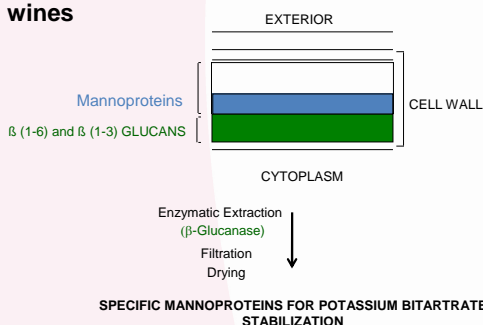 wines
EXTERIOR
Mannoproteins
CELL WALL
ß (1-6) and ß (1-3) GLUCANS
CYTOPLASM
Enzymatic Extraction
(β-Glucanase)
Filtration
Drying
SPECIFIC MANNOPROTEINS FOR POTASSIUM BITARTRATE
STABILIZATION